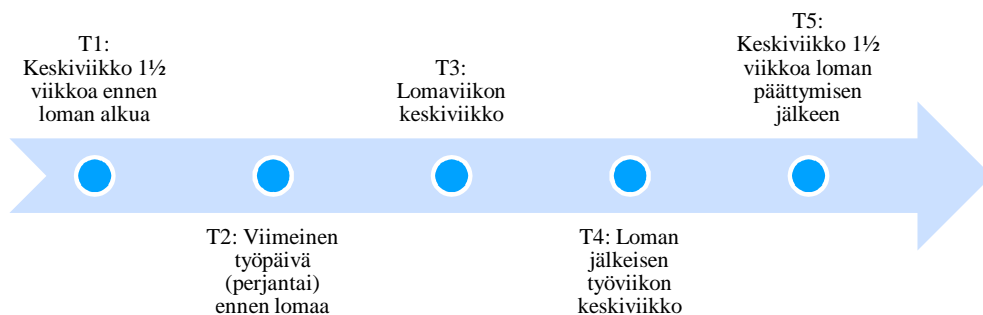 T1:
Keskiviikko 1½
viikkoa ennen
loman alkua
T2: Viimeinen
työpäivä
(perjantai)
ennen lomaa
T3:
Lomaviikon
keskiviikko
T4: Loman
jälkeisen
työviikon
keskiviikko
T5:
Keskiviikko 1½
viikkoa loman
päättymisen
jälkeen